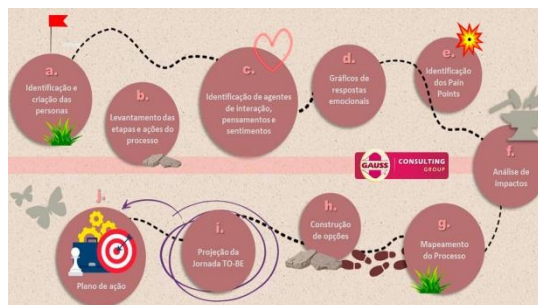 a.
Identificação e
criação das
personas
b.
Levantamento das
etapas e ações do
processo
c.
Identificação de agentes
de interação,
pensamentos e
sentimentos
d.
Gráficos de
respostas
emocionais
e.
Identificação
dos Pain
Points
f.
Análise de
Impactos
GAUSS
CONSULTING
GROUP
g.
Mapeamento
do Processo
h.
Construção
de opções
i.
Projeção da
Jornada TO-BE
j.
Plano de ação